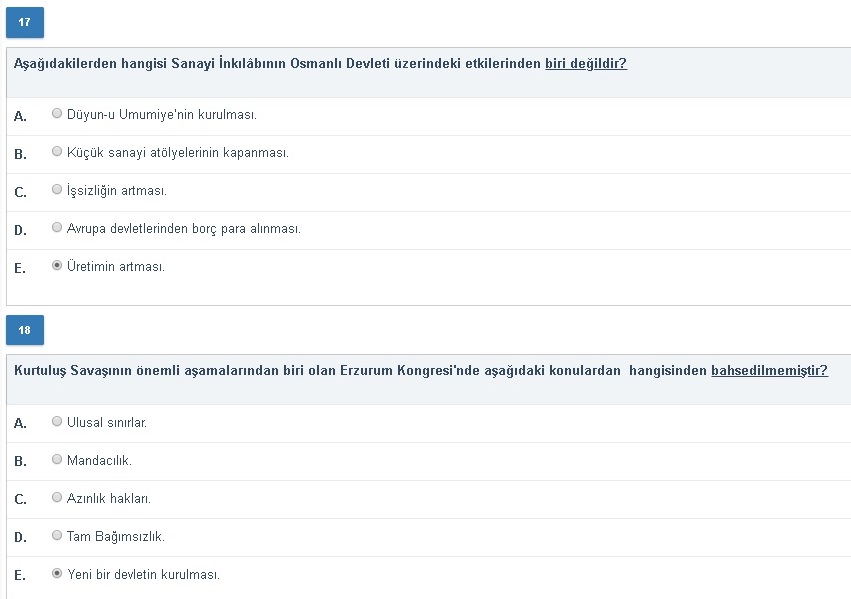 17
Aşağıdakilerden hangisi Sanayi İnkılâbının Osmanlı Devleti üzerindeki etkilerinden biri değildir?
A. Düyun-u Umumiye'nin kurulması.
B. Küçük sanayi atölyelerinin kapanması.
C. İşsizliğin artması.
D. Avrupa devletlerinden borç para alınması.
E. Üretimin artması.
18
Kurtuluş Savaşının önemli aşamalarından biri olan Erzurum Kongresi'nde aşağıdaki konulardan hangisinden bahsedilmemiştir?
A. Ulusal sınırlar.
B. Mandacılık.
C. Azınlık hakları.
D. Tam Bağımsızlık.
E. Yeni bir devletin kurulması.